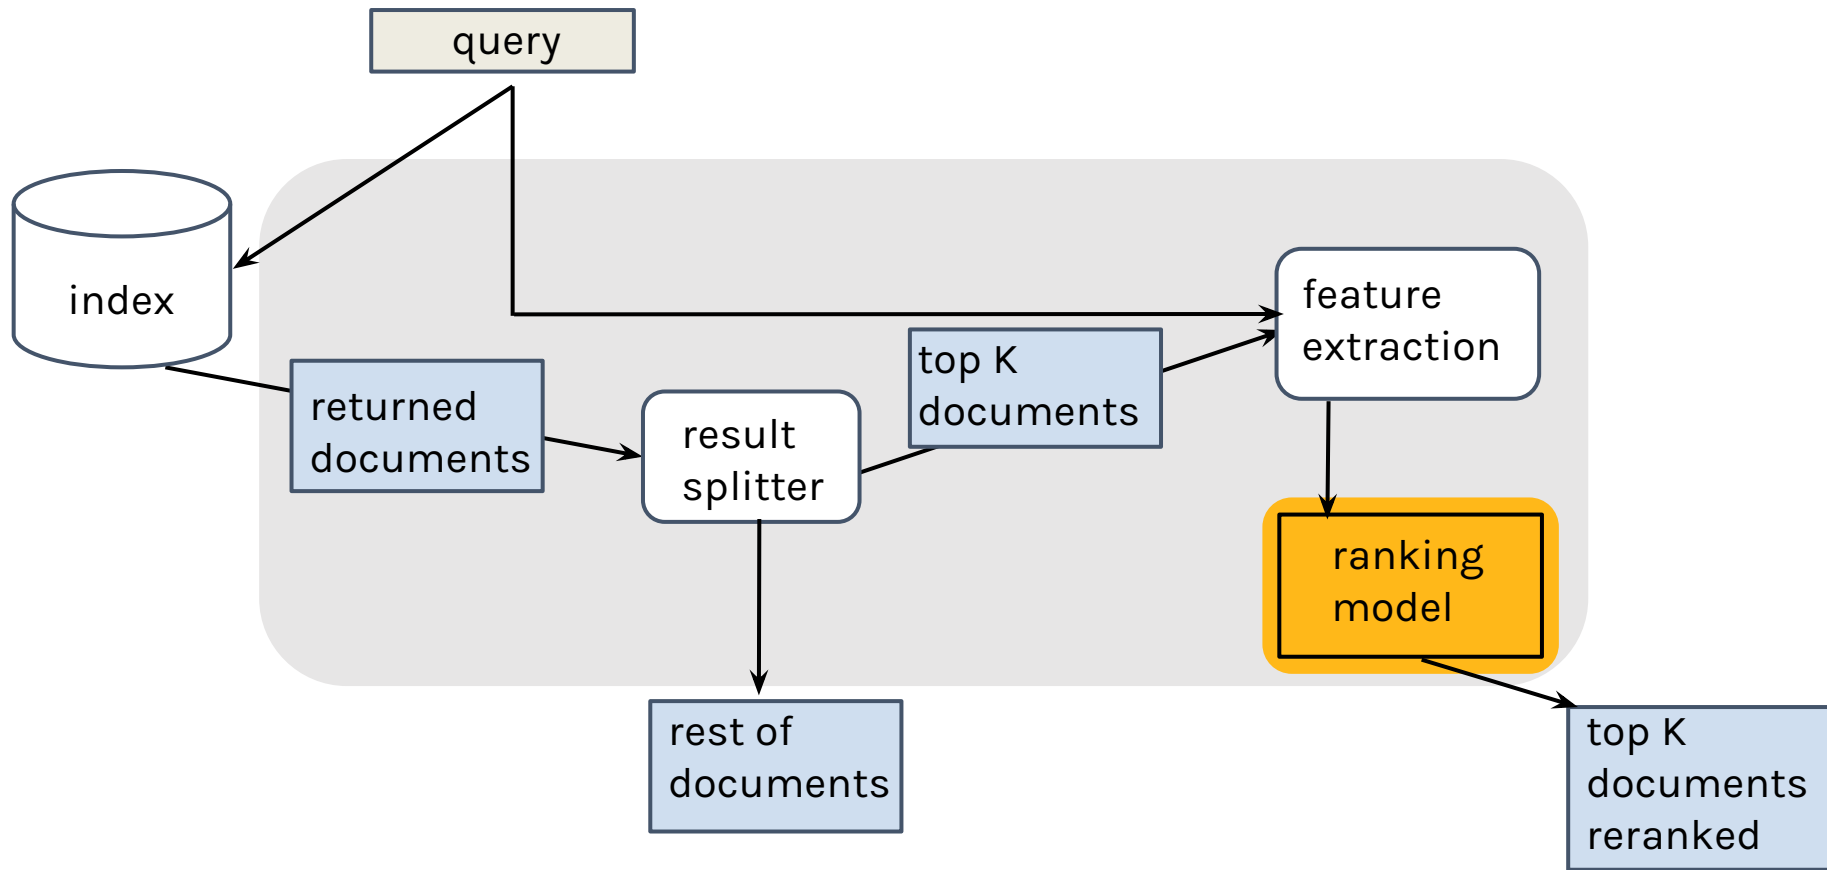 query
index
returned
documents
result
splitter
top K
documents
feature
extraction
ranking
model
rest of
documents
top K
documents
reranked